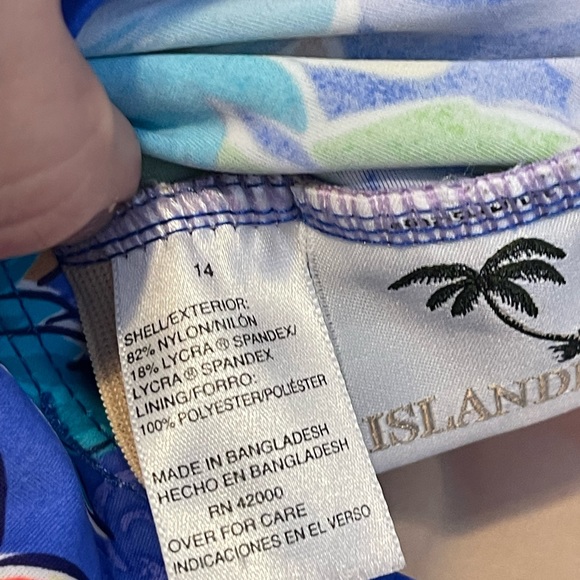 14
SHELL/EXTERIOR:
82% NYLON/NILÓN
18% LYCRA ® SPANDEX/
LYCRA ® SPANDEX
LINING/FORRO:
100% POLYESTER/POLIÉSTER
MADE IN BANGLADESH
HECHO EN BANGLADESH
RN 42000
OVER FOR CARE
INDICACIONES EN EL VERSO
ISLAND